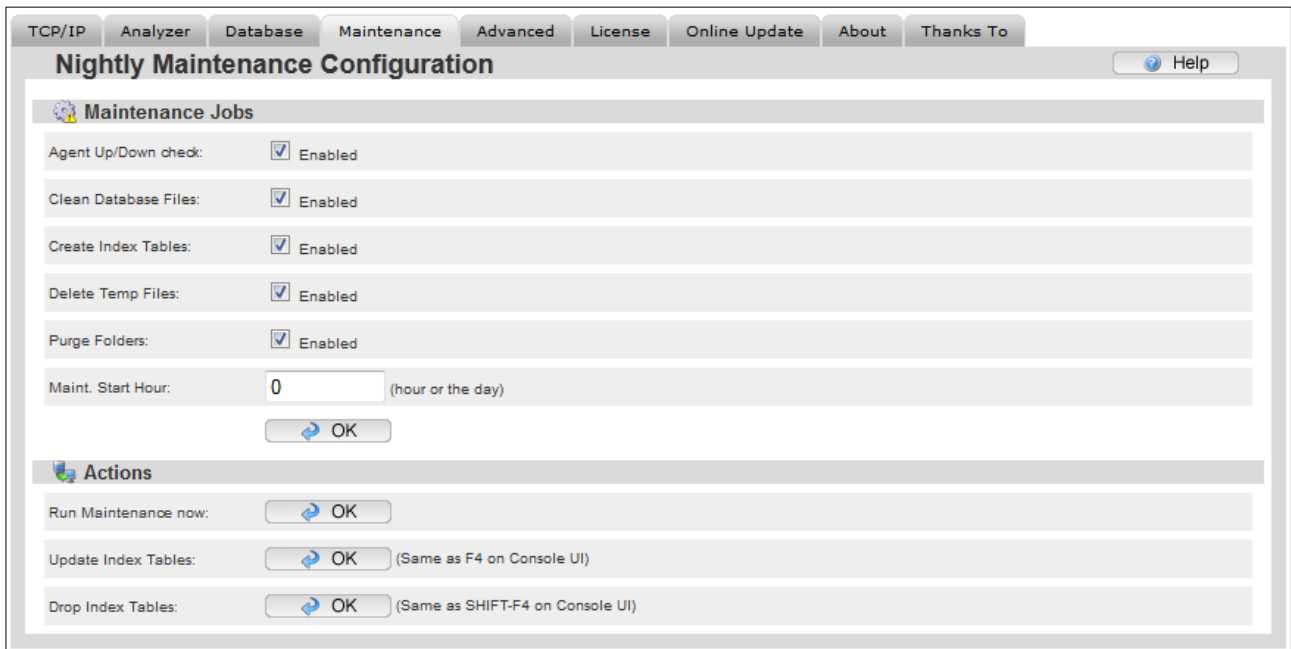 TCP/IP Analyzer Database Maintenance Advanced License Online Update About Thanks To
Nightly Maintenance Configuration Help
Maintenance Jobs
Agent Up/Down check: Enabled
Clean Database Files: Enabled
Create Index Tables: Enabled
Delete Temp Files: Enabled
Purge Folders: Enabled
Maint. Start Hour: 0 (hour or the day)
OK
Actions
Run Maintenance now: OK
Update Index Tables: OK (Same as F4 on Console UI)
Drop Index Tables: OK (Same as SHIFT-F4 on Console UI)